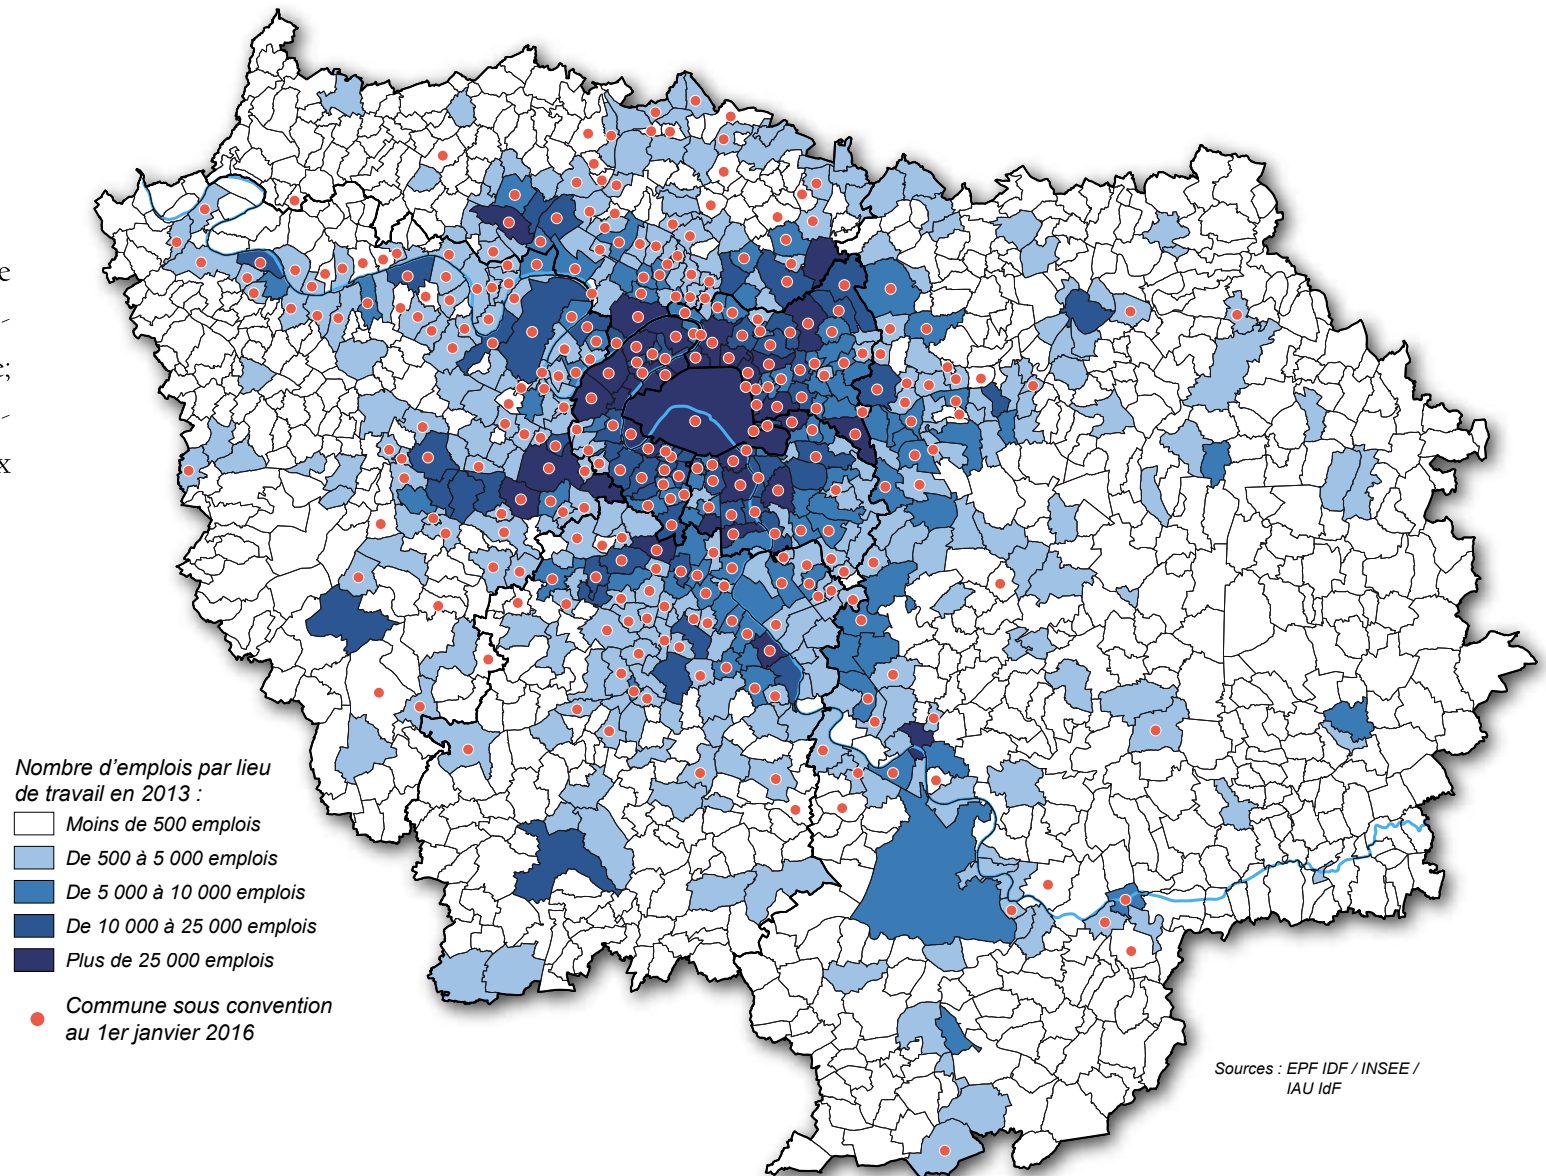 e
-
e;
-
x
Nombre d'emplois par lieu
de travail en 2013 :
Moins de 500 emplois
De 500 à 5 000 emplois
De 5 000 à 10 000 emplois
De 10 000 à 25 000 emplois
Plus de 25 000 emplois
Commune sous convention
au 1er janvier 2016
Sources : EPF IDF / INSEE /
IAU IdF